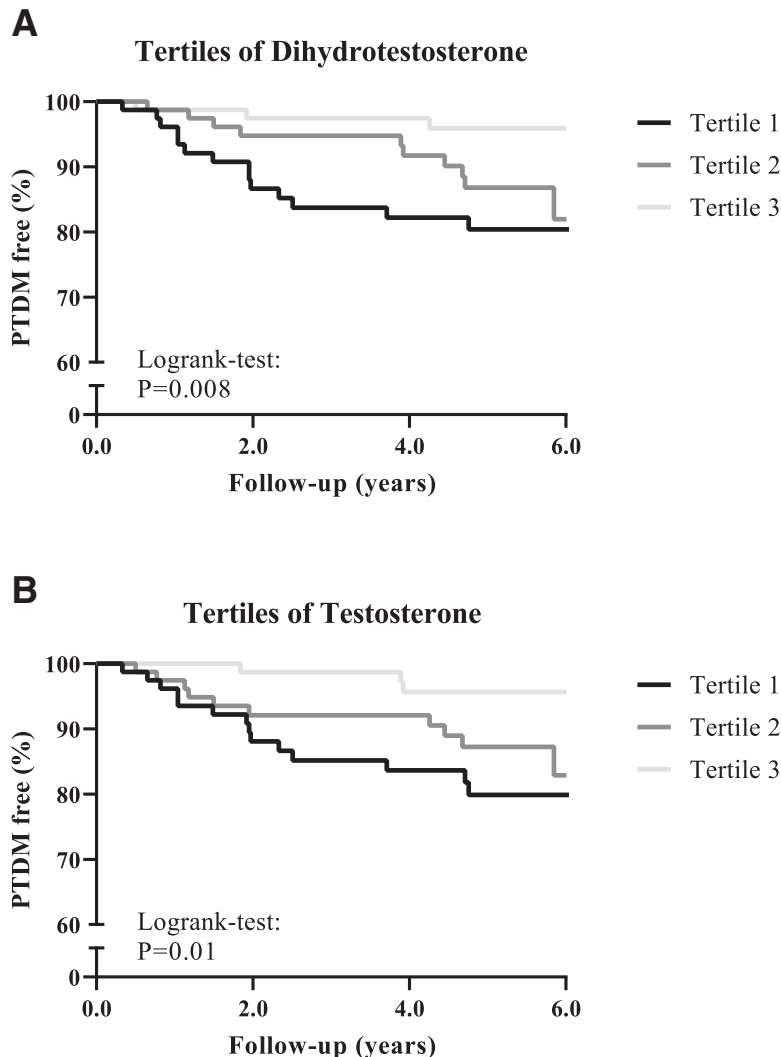 A
Tertiles of Dihydrotestosterone
100
90
80
70
60
0
PTDM free (%)
Logrank-test:
P=0.008
0.0 2.0 4.0 6.0
Follow-up (years)
Tertile 1
Tertile 2
Tertile 3
B
Tertiles of Testosterone
100
90
80
70
60
0
PTDM free (%)
Logrank-test:
P=0.01
0.0 2.0 4.0 6.0
Follow-up (years)
Tertile 1
Tertile 2
Tertile 3